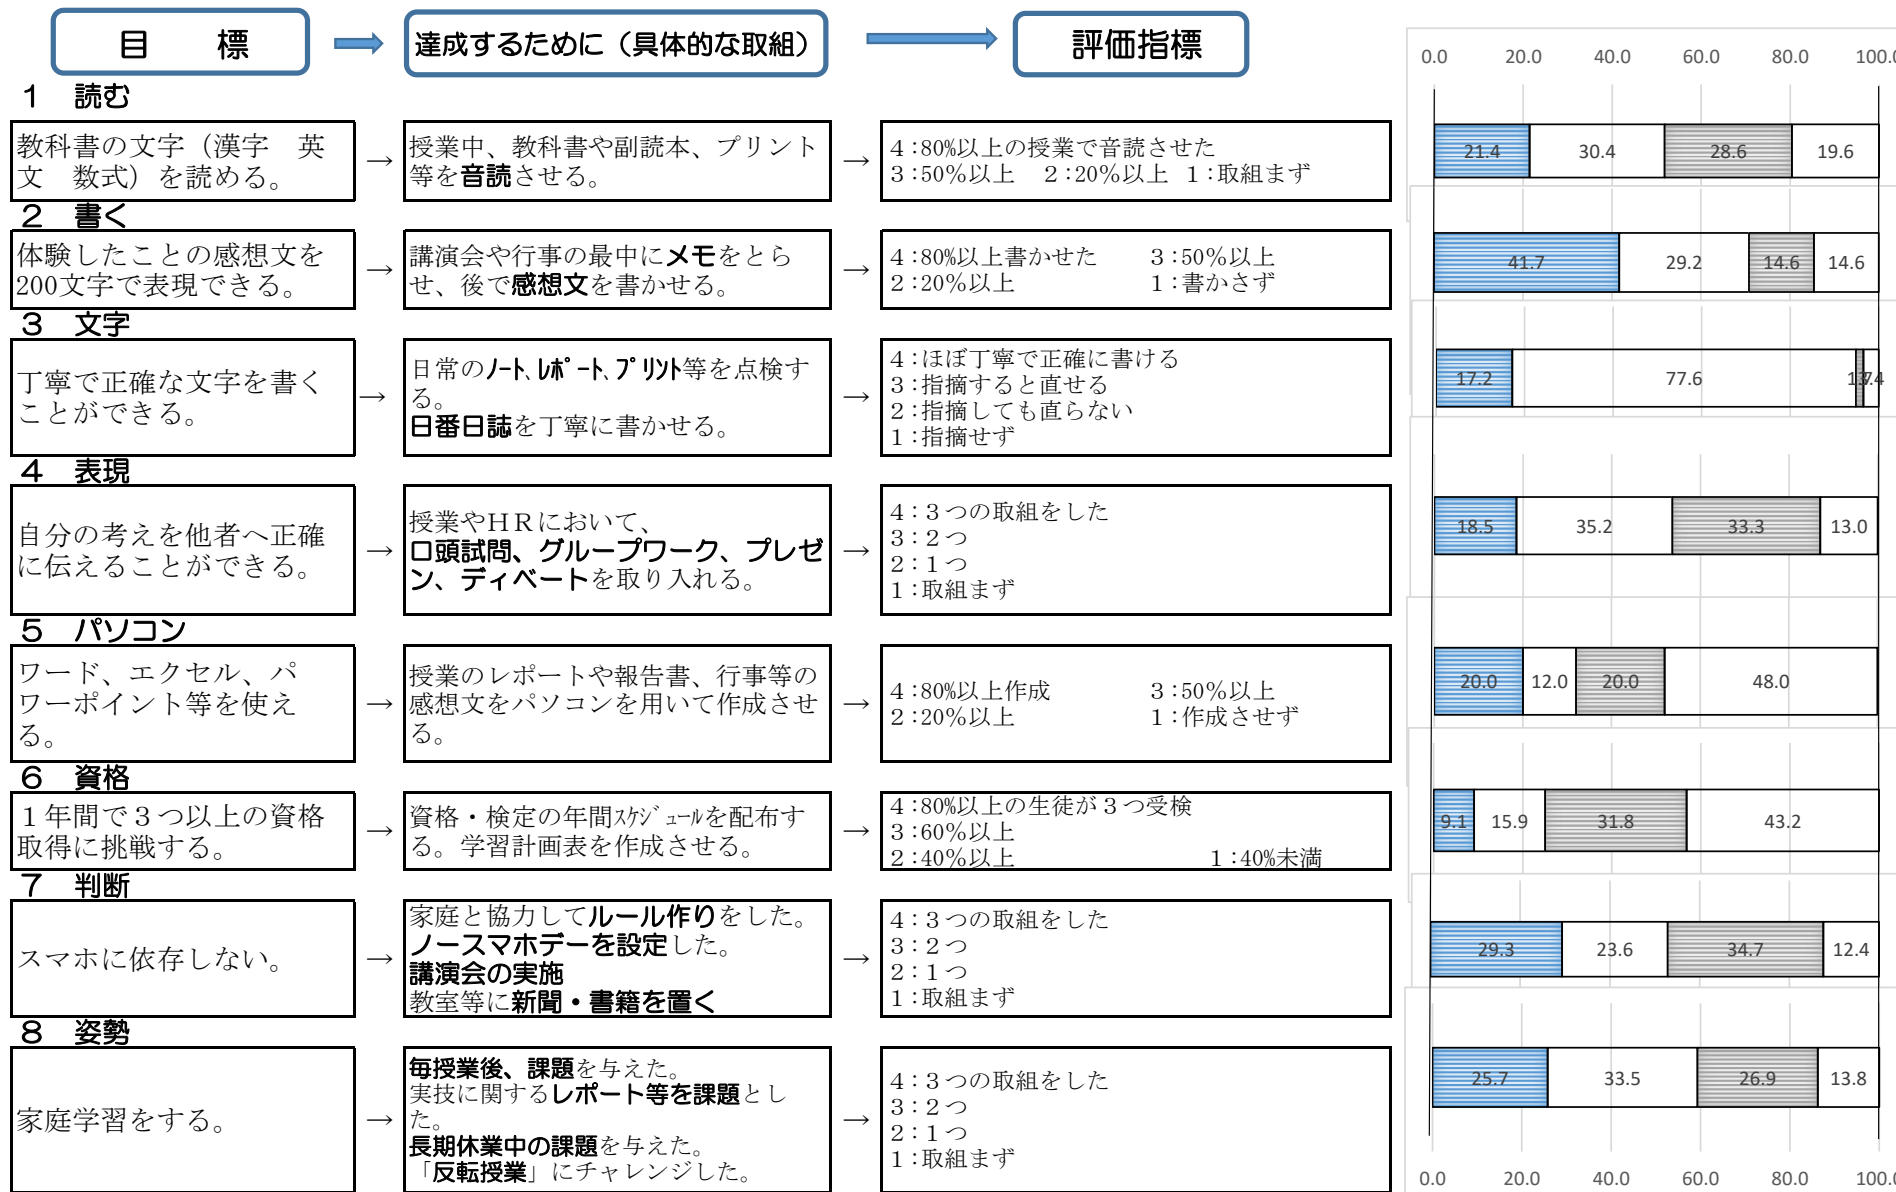 目　標
達成するために（具体的な取組）
評価指標
0.0 20.0 40.0 60.0 80.0 100.0
１　読む
教科書の文字（漢字　英
文　数式）を読める。
→
授業中、教科書や副読本、プリント
等を音読させる。
→
４:80%以上の授業で音読させた
３:50%以上　２:20%以上　１:取組まず
21.4 30.4 28.6 19.6
２　書く
体験したことの感想文を
200文字で表現できる。
→
講演会や行事の最中にメモをとら
せ、後で感想文を書かせる。
→
４:80%以上書かせた　３:50%以上
２:20%以上　１:書かさず
41.7 29.2 14.6 14.6
３　文字
丁寧で正確な文字を書く
ことができる。
→
日常のﾉｰﾄ、ﾚﾎﾟｰﾄ、ﾌﾟﾘﾝﾄ等を点検す
る。
日番日誌を丁寧に書かせる。
→
４:ほぼ丁寧で正確に書ける
３:指摘すると直せる
２:指摘しても直らない
１:指摘せず
17.2 77.6
４　表現
自分の考えを他者へ正確
に伝えることができる。
→
授業やＨＲにおいて、
口頭試問、グループワーク、プレゼ
ン、ディベートを取り入れる。
→
４:３つの取組をした
３:２つ
２:１つ
１:取組まず
18.5 35.2 33.3 13.0
５　パソコン
ワード、エクセル、パ
ワーポイント等を使え
る。
→
授業のレポートや報告書、行事等の
感想文をパソコンを用いて作成させ
る。
→
４:80%以上作成　３:50%以上
２:20%以上　１:作成させず
20.0 12.0 20.0 48.0
６　資格
１年間で３つ以上の資格
取得に挑戦する。
→
資格・検定の年間ｽｹｼﾞｭｰﾙを配布す
る。学習計画表を作成させる。
→
４:80%以上の生徒が３つ受検
３:60%以上
２:40%以上　１:40%未満
9.1 15.9 31.8 43.2
７　判断
スマホに依存しない。
→
家庭と協力してルール作りをした。
ノースマホデーを設定した。
講演会の実施
教室等に新聞・書籍を置く
→
４:３つの取組をした
３:２つ
２:１つ
１:取組まず
29.3 23.6 34.7 12.4
８　姿勢
家庭学習をする。
→
毎授業後、課題を与えた。
実技に関するレポート等を課題とし
た。
長期休業中の課題を与えた。
「反転授業」にチャレンジした。
→
４:３つの取組をした
３:２つ
２:１つ
１:取組まず
25.7 33.5 26.9 13.8
0.0 20.0 40.0 60.0 80.0 100.0